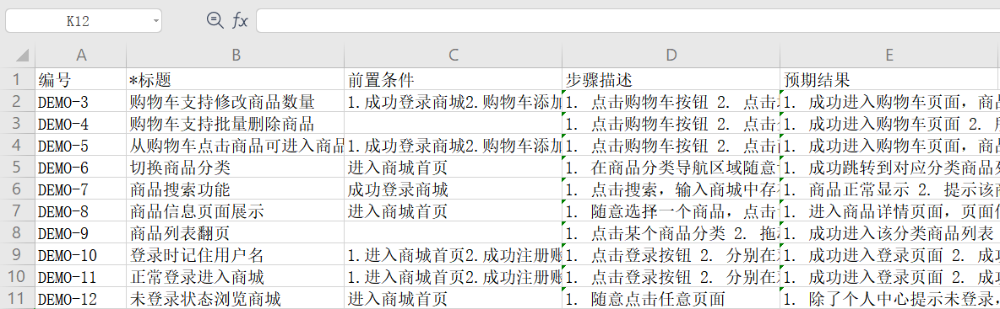 K12 fx
A B C D E
1 编号 *标题 前置条件 步骤描述 预期结果
2 DEMO-3 购物车支持修改商品数量 1.成功登录商城2.购物车添加 1. 点击购物车按钮 2. 点击 1. 成功进入购物车页面，商品
3 DEMO-4 购物车支持批量删除商品 1. 点击购物车按钮 2. 点击 1. 成功进入购物车页面 2.
4 DEMO-5 从购物车点击商品可进入商品 1.成功登录商城2.购物车添加 1. 点击购物车按钮 2. 点击 1. 成功进入购物车页面，商品
5 DEMO-6 切换商品分类 进入商城首页 1. 在商品分类导航区域随意 1. 成功跳转到对应分类商品列
6 DEMO-7 商品搜索功能 成功登录商城 1. 点击搜索，输入商城中存在 1. 商品正常显示 2. 提示该商
7 DEMO-8 商品信息页面展示 进入商城首页 1. 随意选择一个商品，点击 1. 进入商品详情页面，页面信
8 DEMO-9 商品列表翻页 1. 点击某个商品分类 2. 拖 1. 成功进入该分类商品列表
9 DEMO-10 登录时记住用户名 1.进入商城首页2.成功注册账 1. 点击登录按钮 2. 分别在 1. 成功进入登录页面 2. 成功
10 DEMO-11 正常登录进入商城 1.进入商城首页2.成功注册账 1. 点击登录按钮 2. 分别在 1. 成功进入登录页面 2. 成功
11 DEMO-12 未登录状态浏览商城 进入商城首页 1. 随意点击任意页面 1. 除了个人中心提示未登录，